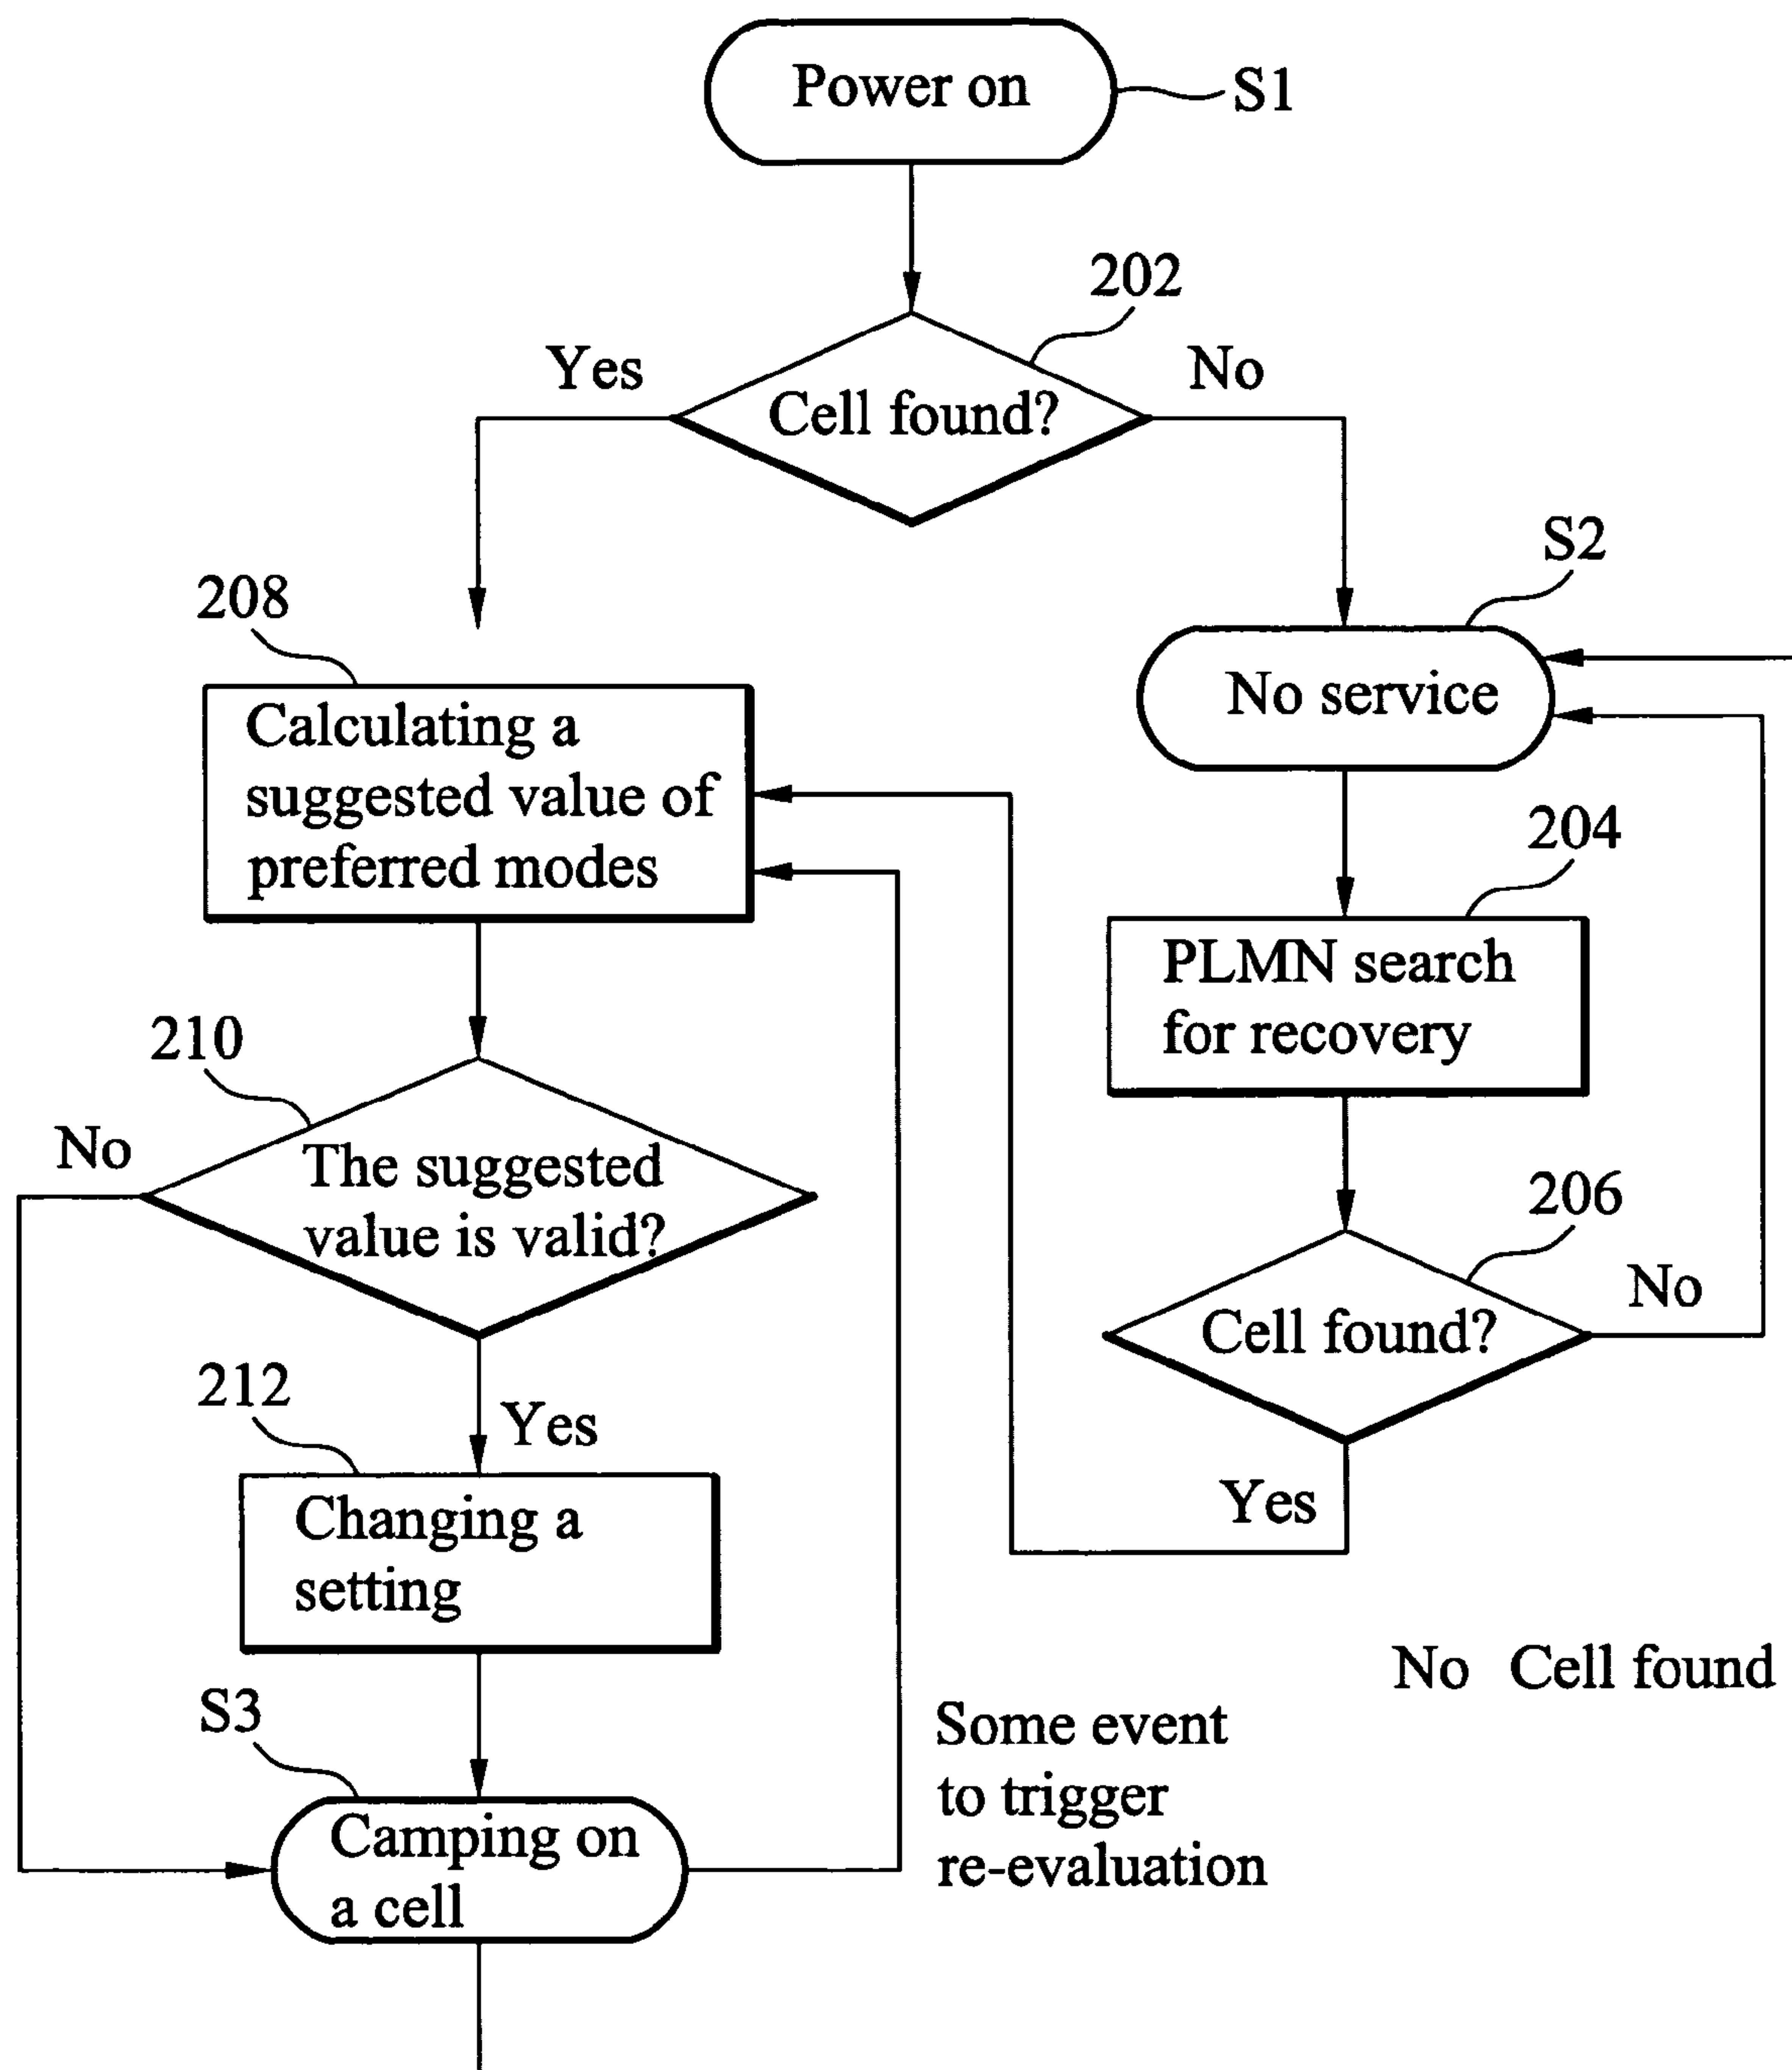 Power on
S1
202
Yes
No
Cell found?
S2
208
No service
Calculating a
suggested value of
preferred modes
204
PLMN search
for recovery
210
No
The suggested
value is valid?
206
No
Cell found?
212
Yes
Changing a
setting
Yes
No Cell found
S3
Some event
to trigger
re-evaluation
Camping on
a cell